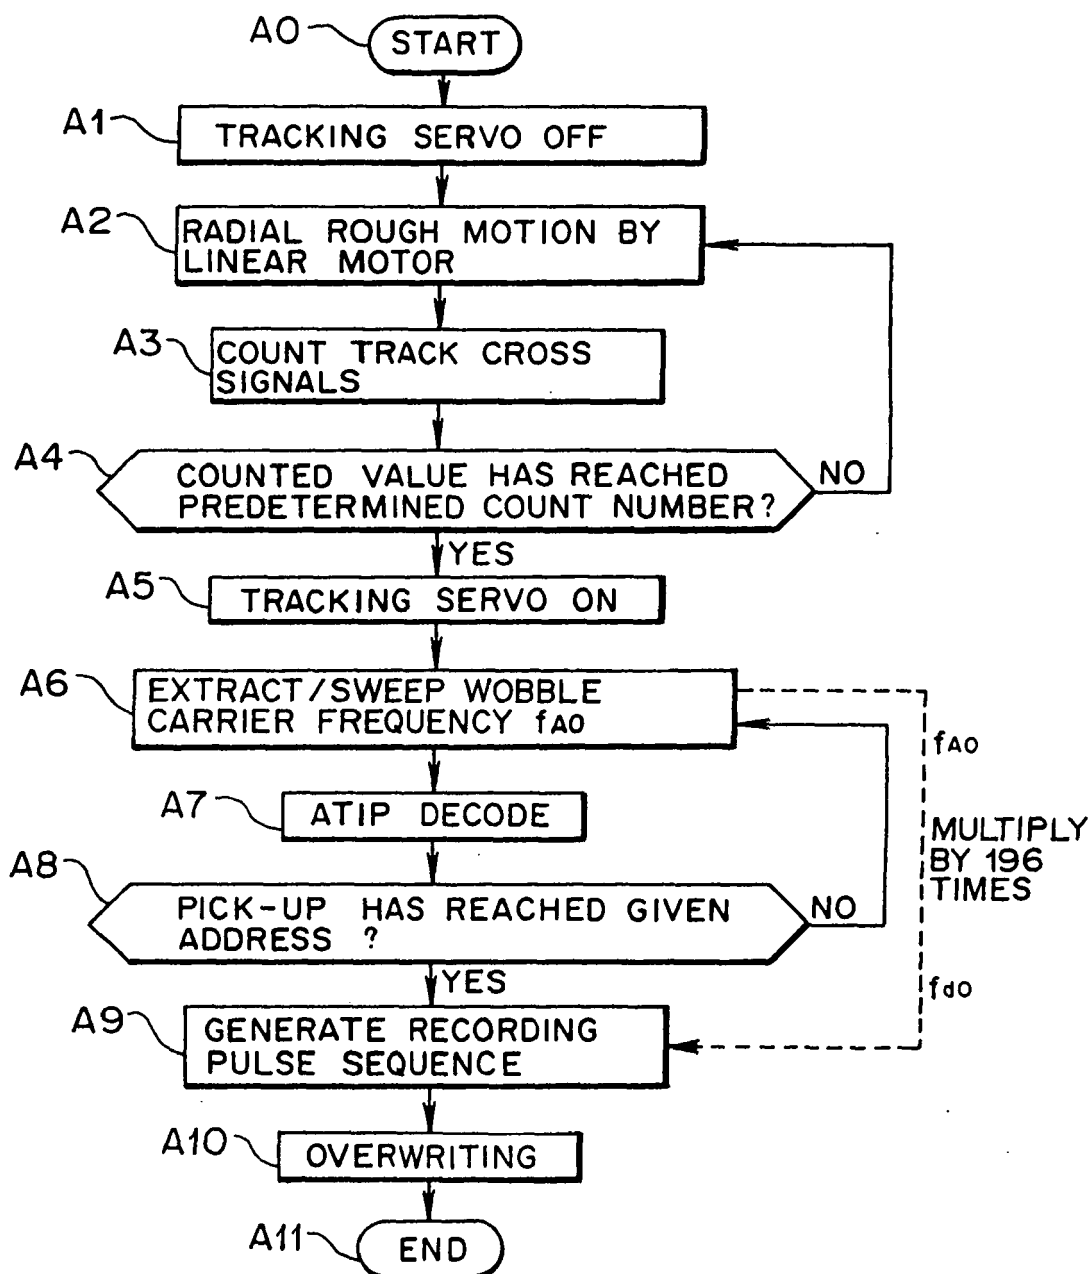 A0
START
A1
TRACKING SERVO OFF
A2
RADIAL ROUGH MOTION BY
LINEAR MOTOR
A3
COUNT TRACK CROSS
SIGNALS
A4
COUNTED VALUE HAS REACHED
PREDETERMINED COUNT NUMBER?
NO
YES
A5
TRACKING SERVO ON
A6
EXTRACT/SWEEP WOBBLE
CARRIER FREQUENCY fA0
fA0
A7
ATIP DECODE
MULTIPLY
BY 196
TIMES
A8
PICK-UP HAS REACHED GIVEN
ADDRESS ?
NO
YES
fd0
A9
GENERATE RECORDING
PULSE SEQUENCE
A10
OVERWRITING
A11
END